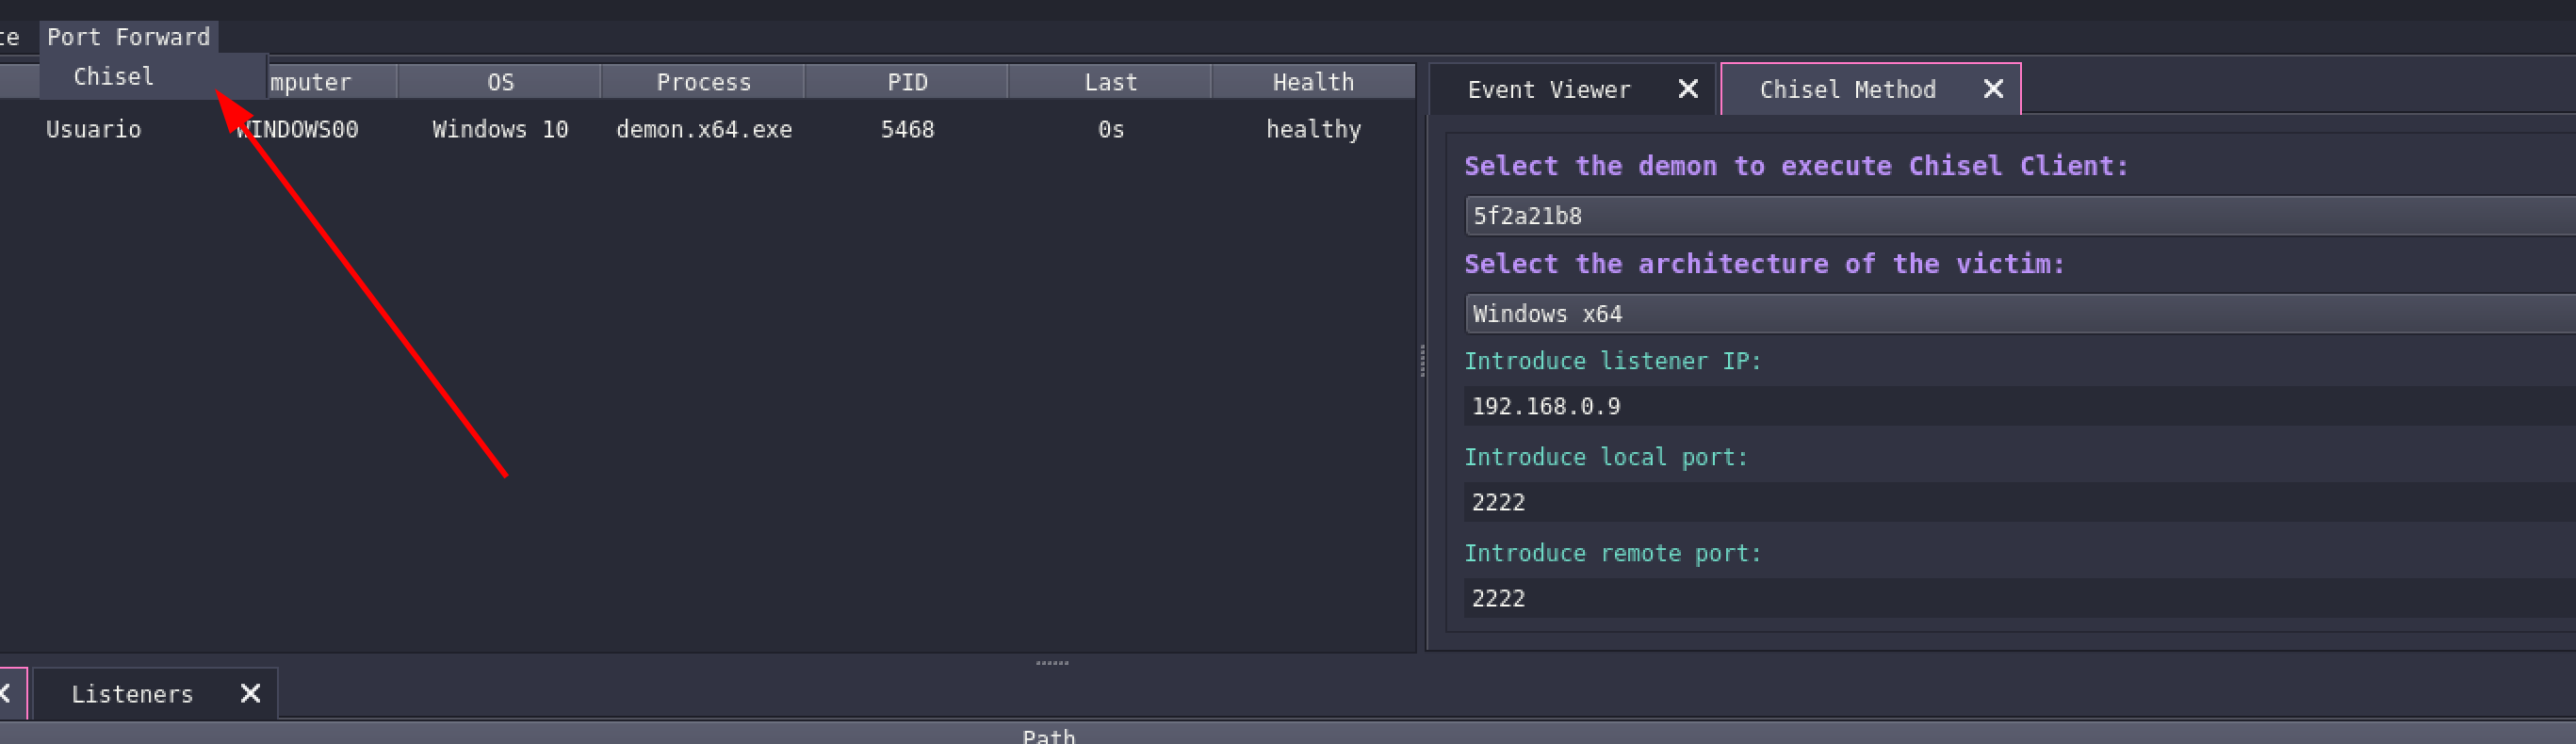 Port Forward
Chisel
OS Process PID Last Health
Usuario WINDOWS00 Windows 10 demon.x64.exe 5468 0s healthy
Event Viewer Chisel Method
Select the demon to execute Chisel Client:
5f2a21b8
Select the architecture of the victim:
Windows x64
Introduce listener IP:
192.168.0.9
Introduce local port:
2222
Introduce remote port:
2222
Listeners
Path